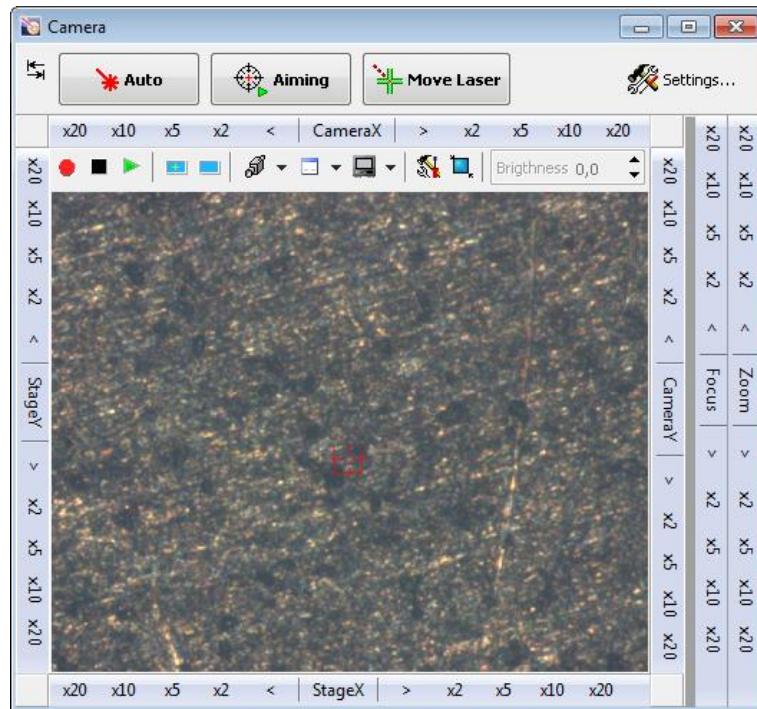 Camera
Auto
Aiming
Move Laser
Settings...
x20 x10 x5 x2 < CameraX > x2 x5 x10 x20
Brigthness 0,0
x20 x10 x5 x2 < StageY > x2 x5 x10 x20
x20 x10 x5 x2 < CameraY > x2 x5 x10 x20
x20 x10 x5 x2 < Focus > x2 x5 x10 x20
x20 x10 x5 x2 < Zoom > x2 x5 x10 x20
x20 x10 x5 x2 < StageX > x2 x5 x10 x20